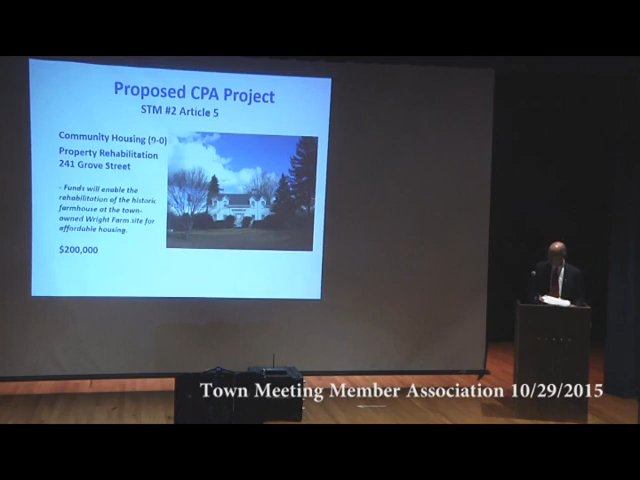 Proposed CPA Project
STM #2 Article 5
Community Housing (9-0)
Property Rehabilitation
241 Grove Street
- Funds will enable the
rehabilitation of the historic
farmhouse at the town-
owned Wright Farm site for
affordable housing.
$200,000
Town Meeting Member Association 10/29/2015